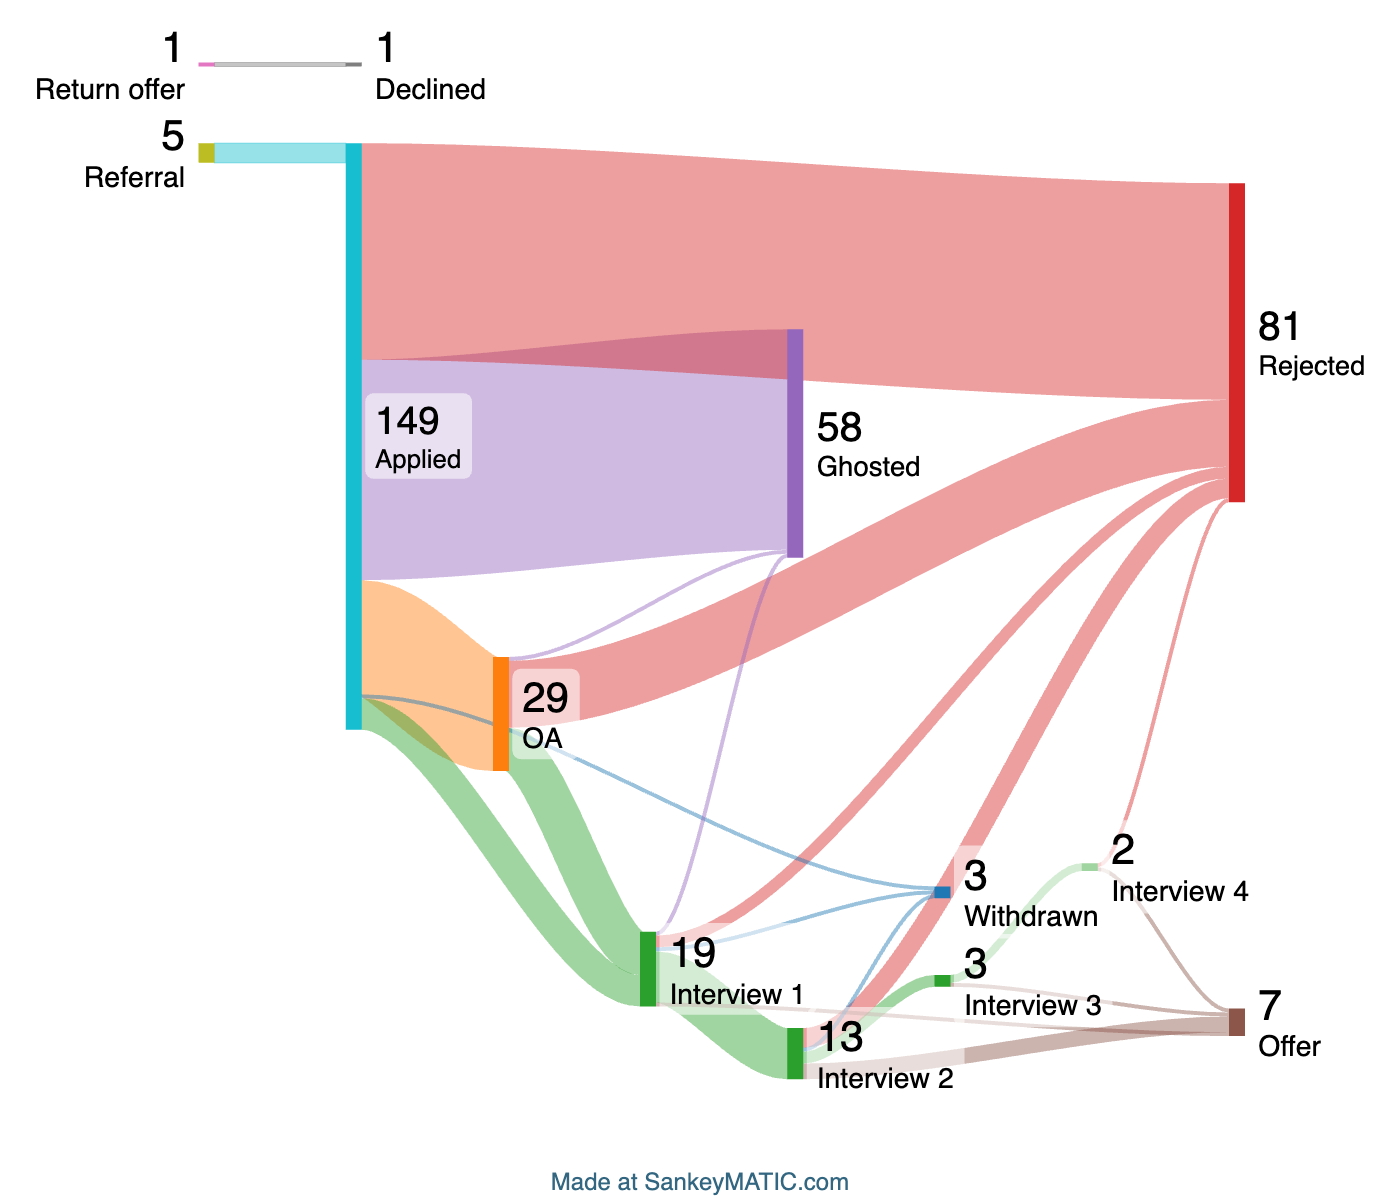 1
Return offer
1
Declined
5
Referral
81
Rejected
149
Applied
58
Ghosted
29
OA
2
Interview 4
3
Withdrawn
19
Interview 1
3
Interview 3
7
Offer
13
Interview 2
Made at SankeyMATIC.com